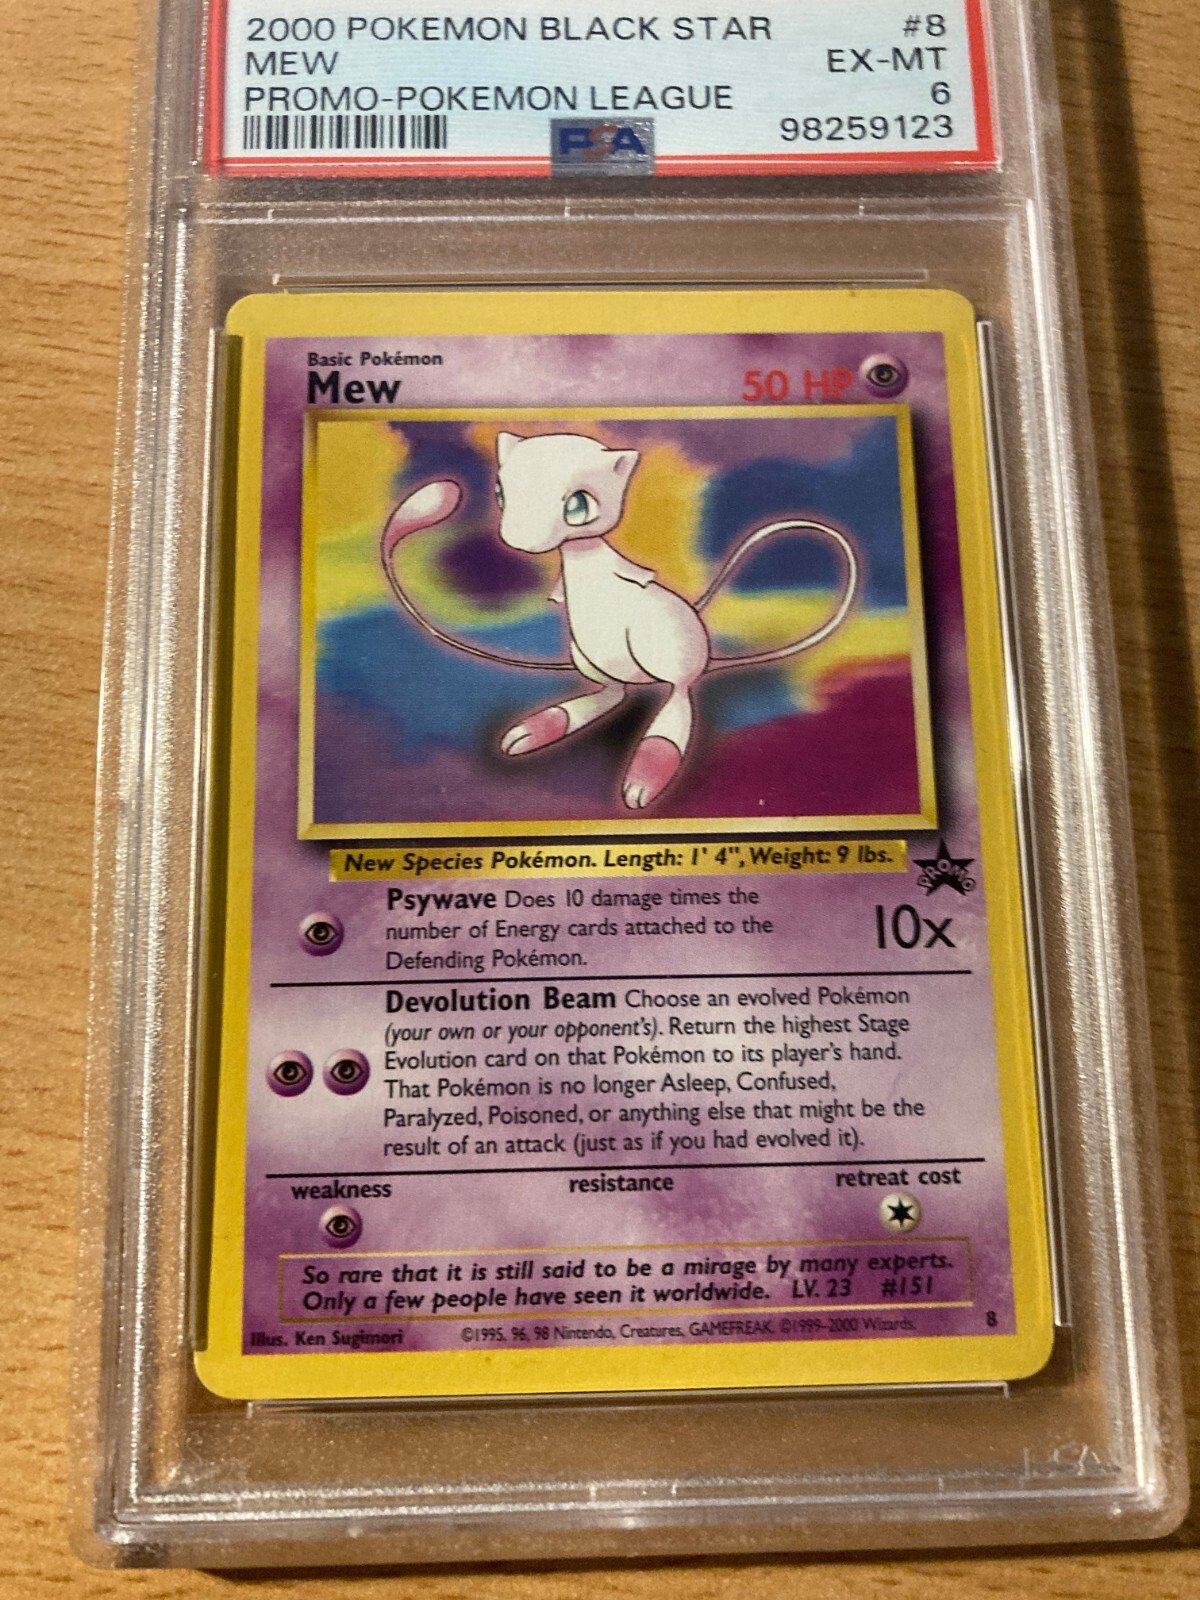 2000 POKEMON BLACK STAR #8
MEW EX-MT
PROMO-POKEMON LEAGUE 6
PSA 98259123
Basic Pokémon
Mew 50 HP
New Species Pokémon. Length: 1' 4", Weight: 9 lbs.
PROMO
Psywave Does 10 damage times the
number of Energy cards attached to the
Defending Pokémon.
10x
Devolution Beam Choose an evolved Pokémon
(your own or your opponent's). Return the highest Stage
Evolution card on that Pokémon to its player's hand.
That Pokémon is no longer Asleep, Confused,
Paralyzed, Poisoned, or anything else that might be the
result of an attack (just as if you had evolved it).
weakness resistance retreat cost
So rare that it is still said to be a mirage by many experts.
Only a few people have seen it worldwide. LV. 23 #151
Illus. Ken Sugimori ©1995, 96, 98 Nintendo, Creatures, GAMEFREAK. ©1999-2000 Wizards. 8